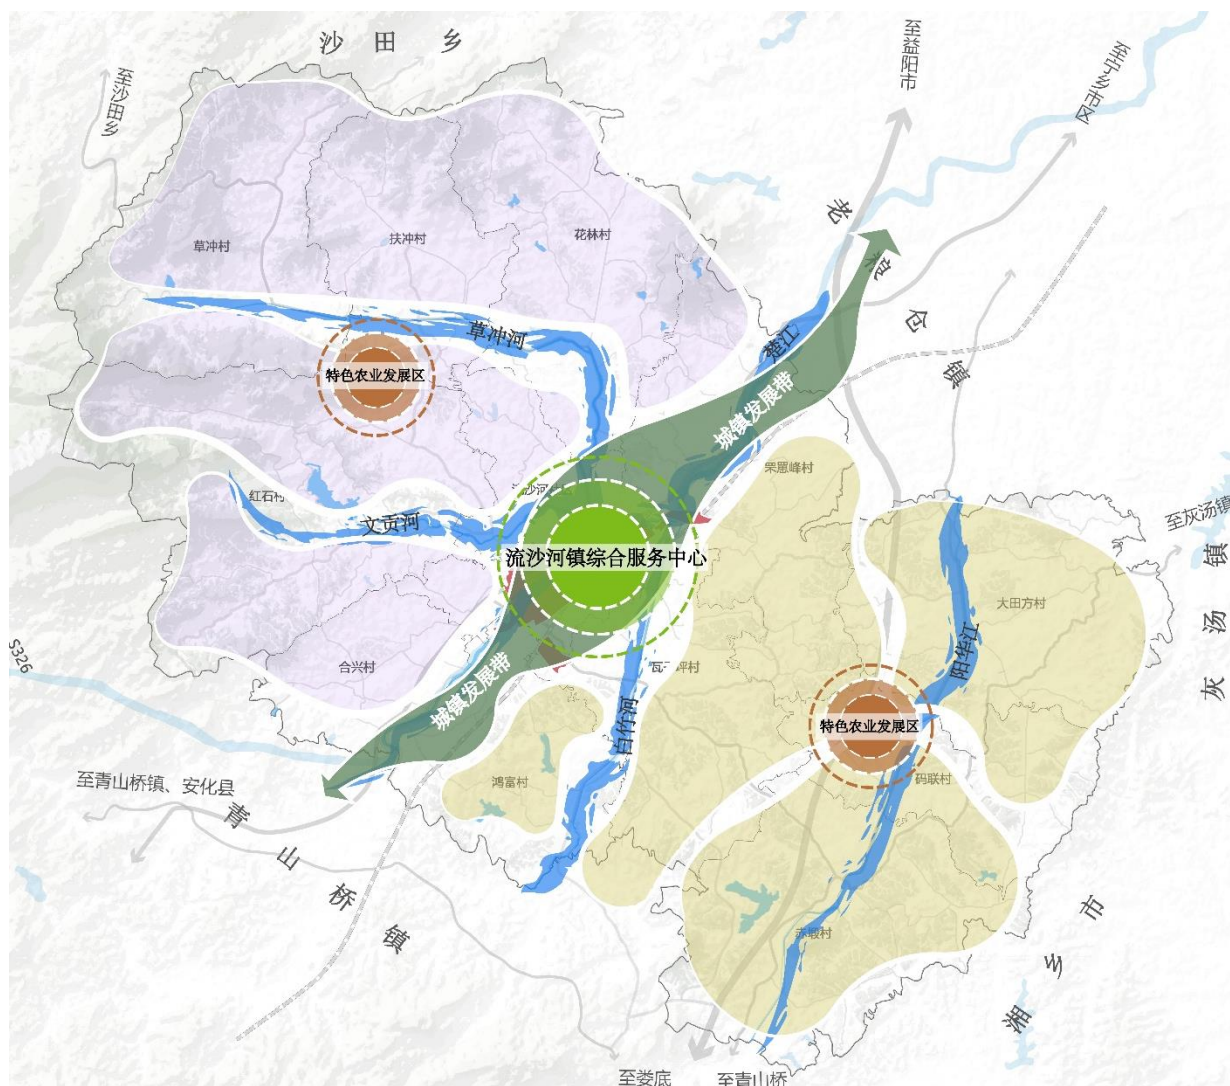 沙田乡
至益阳市
至宁乡市区
至沙田乡
老粮仓镇
草冲村
扶冲村
花林村
草冲河
楚江
特色农业发展区
城镇发展带
红石村
文贡河
荣凰峰村
流沙河镇综合服务中心
至灰汤镇
灰汤镇
大田方村
阳华江
S326
合兴村
城镇发展带
白竹河
特色农业发展区
鸿富村
码联村
至青山桥镇、安化县
青山桥镇
赤塅村
湘乡市
至娄底
至青山桥